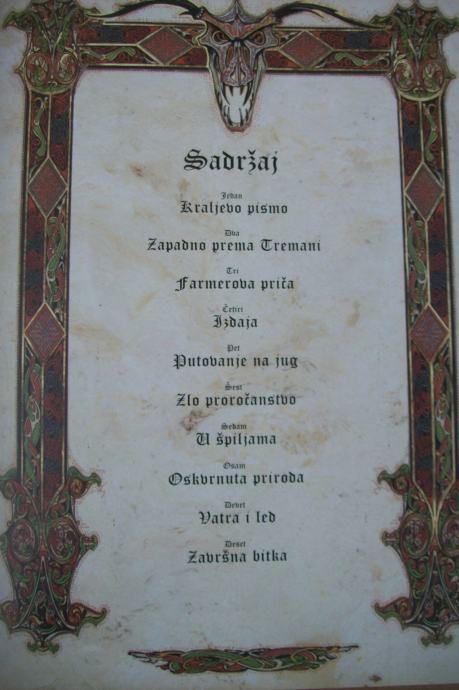 Sadržaj
Jedan
Kraljevo pismo
Dva
Zapadno prema Tremani
Tri
Farmerova priča
Četiri
Izdaja
Pet
Putovanje na jug
Šest
Zlo proročanstvo
Sedam
U špiljama
Osam
Oskvrnuta priroda
Devet
Vatra i led
Deset
Završna bitka